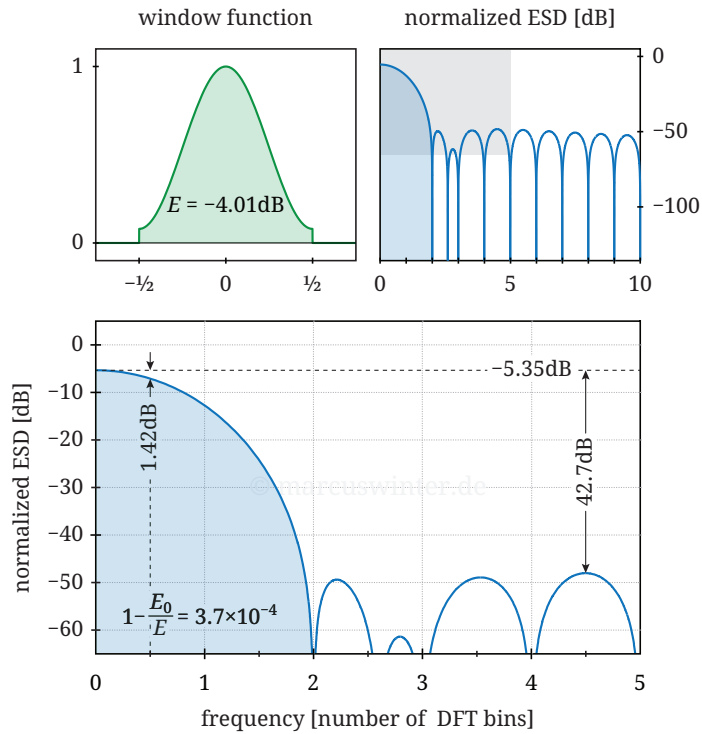 window function
normalized ESD [dB]
1
0
E = −4.01dB
−½ 0 ½
0
−50
−100
0 5 10
normalized ESD [dB]
0
−10
−20
−30
−40
−50
−60
−5.35dB
1.42dB
42.7dB
© marcuswinter.de
1−E₀/E = 3.7×10⁻⁴
0 1 2 3 4 5
frequency [number of DFT bins]